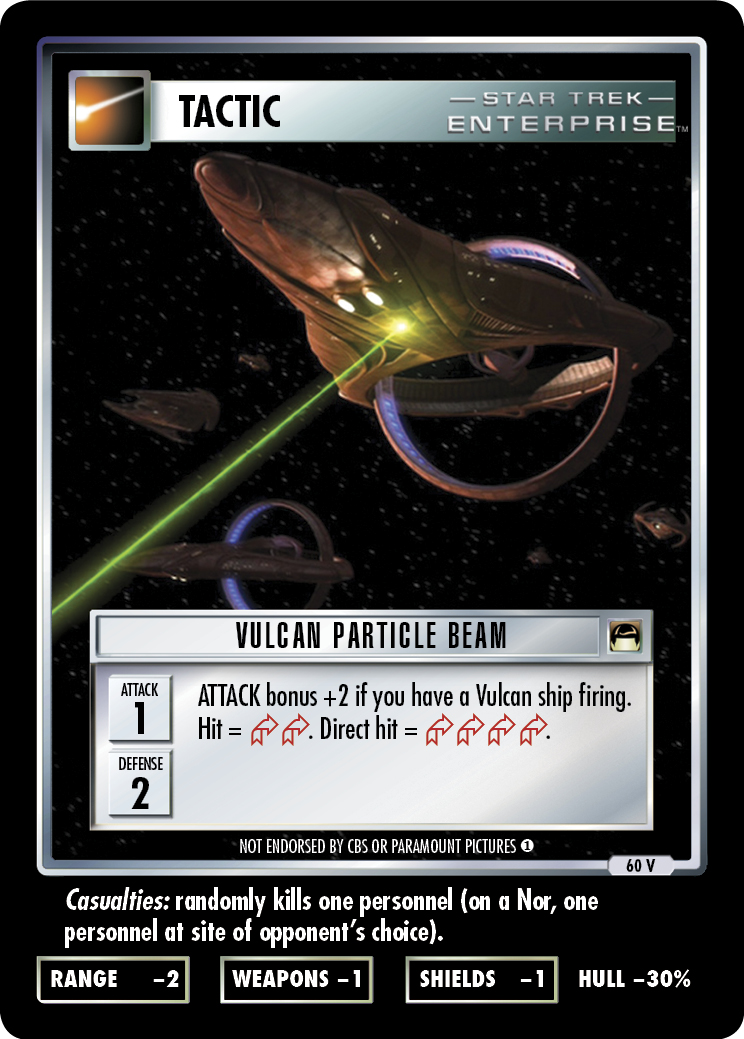 TACTIC
— STAR TREK —
ENTERPRISE™
VULCAN PARTICLE BEAM
ATTACK
1
ATTACK bonus +2 if you have a Vulcan ship firing.
Hit = . Direct hit = .
DEFENSE
2
NOT ENDORSED BY CBS OR PARAMOUNT PICTURES ❶
60 V
Casualties: randomly kills one personnel (on a Nor, one
personnel at site of opponent's choice).
RANGE –2 WEAPONS –1 SHIELDS –1 HULL –30%